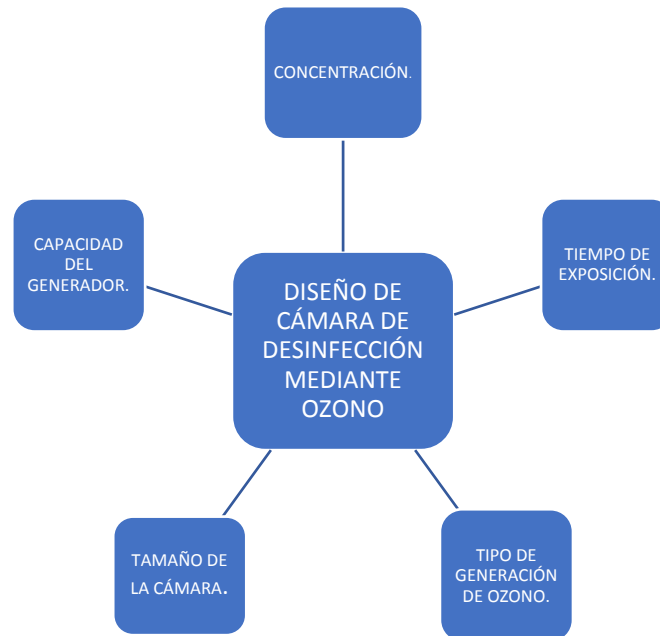 CONCENTRACIÓN.
CAPACIDAD
DEL
GENERADOR.
TIEMPO DE
EXPOSICIÓN.
DISEÑO DE
CÁMARA DE
DESINFECCIÓN
MEDIANTE
OZONO
TAMAÑO DE
LA CÁMARA.
TIPO DE
GENERACIÓN
DE OZONO.